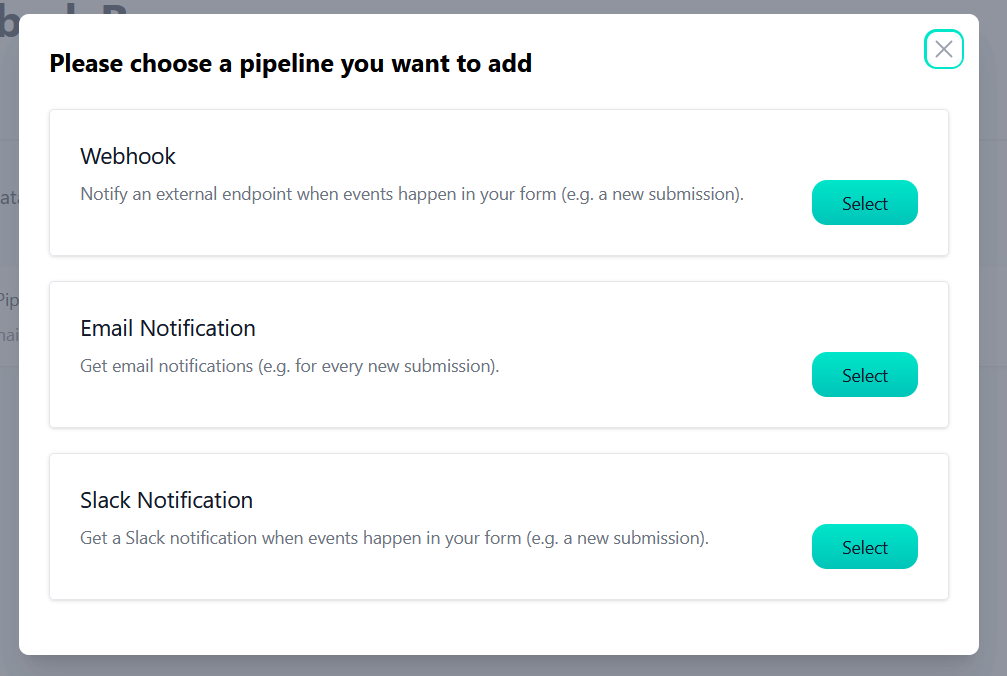 Please choose a pipeline you want to add
Webhook
Notify an external endpoint when events happen in your form (e.g. a new submission).
Select
Email Notification
Get email notifications (e.g. for every new submission).
Select
Slack Notification
Get a Slack notification when events happen in your form (e.g. a new submission).
Select